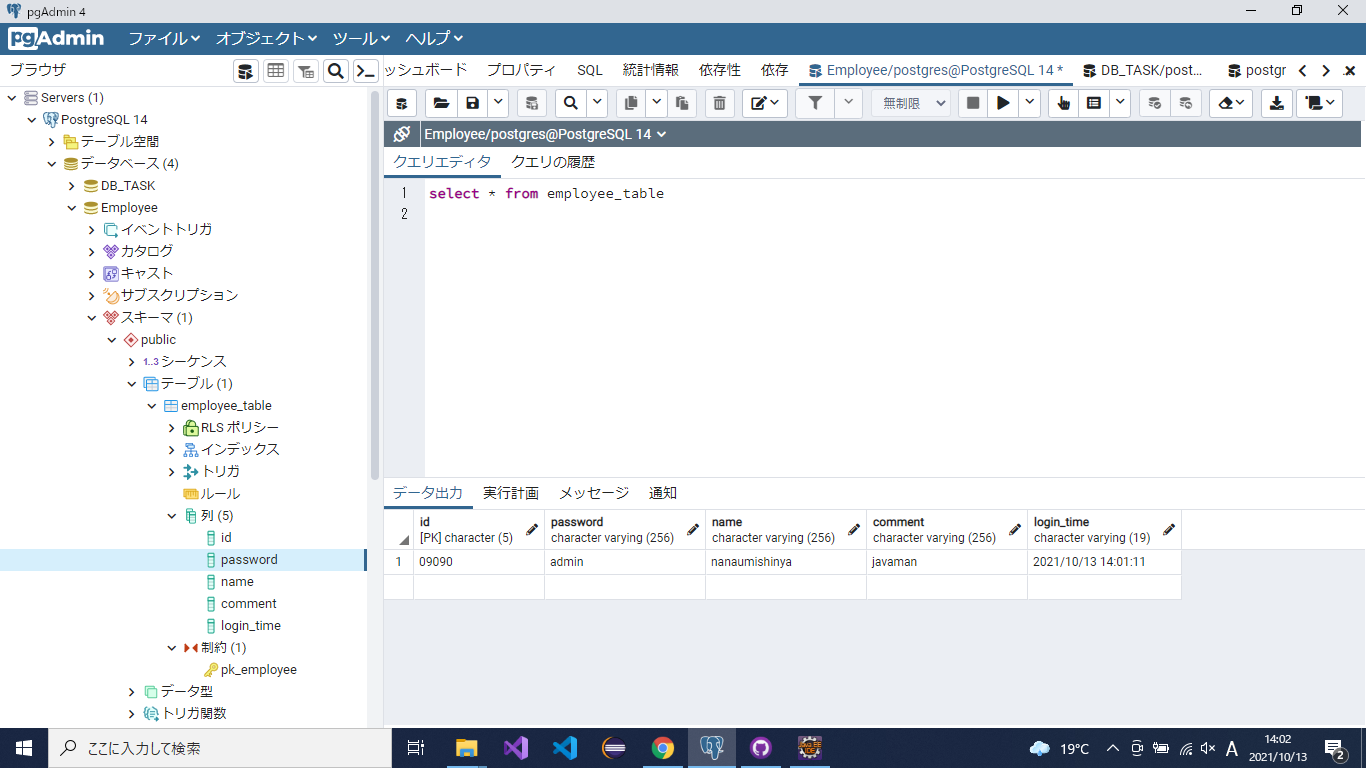 pgAdmin 4
pgAdmin ファイル オブジェクト ツール ヘルプ
ブラウザ
ッシュボード プロパティ SQL 統計情報 依存性 依存 Employee/postgres@PostgreSQL 14 * DB_TASK/post... postgr
無制限
Employee/postgres@PostgreSQL 14
クエリエディタ クエリの履歴
1 select * from employee_table
2
Servers (1)
PostgreSQL 14
テーブル空間
データベース (4)
DB_TASK
Employee
イベントトリガ
カタログ
キャスト
サブスクリプション
スキーマ (1)
public
1..3 シーケンス
テーブル (1)
employee_table
RLS ポリシー
インデックス
トリガ
ルール
列 (5)
id
password
name
comment
login_time
制約 (1)
pk_employee
データ型
トリガ関数
データ出力 実行計画 メッセージ 通知
id password name comment login_time
[PK] character (5) character varying (256) character varying (256) character varying (256) character varying (19)
1 09090 admin nanaumishinya javaman 2021/10/13 14:01:11
ここに入力して検索
19°C A 14:02
2021/10/13 2